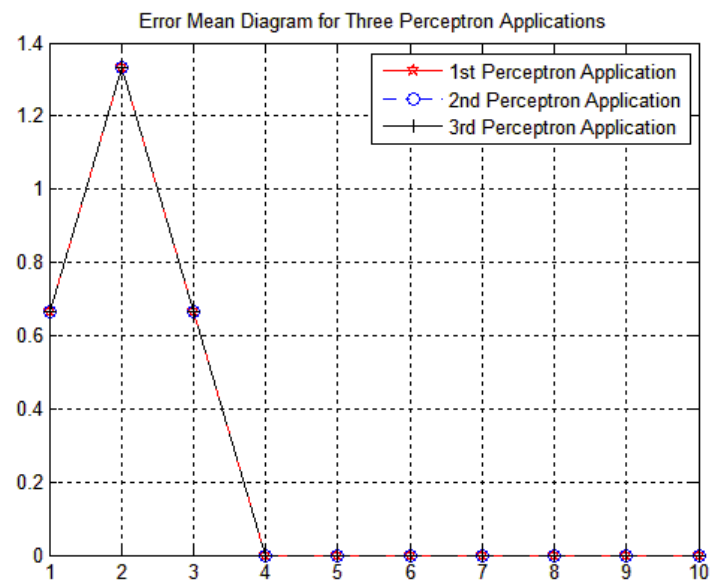 Error Mean Diagram for Three Perceptron Applications
1.4
1st Perceptron Application
2nd Perceptron Application
3rd Perceptron Application
1.2
1
0.8
0.6
0.4
0.2
0
1 2 3 4 5 6 7 8 9 10